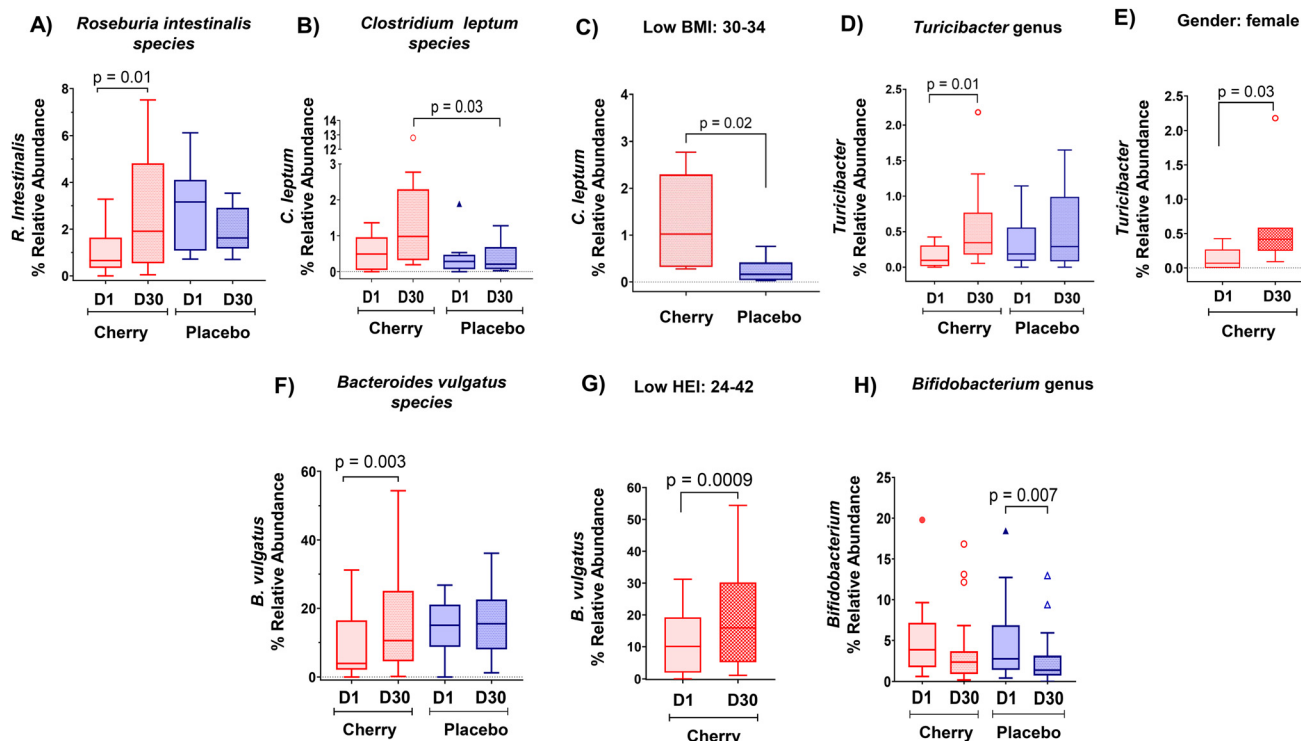 A)
Roseburia intestinalis
species
R. Intestinalis
% Relative Abundance
8
6
4
2
0
p = 0.01
D1 D30 D1 D30
Cherry Placebo
B)
Clostridium leptum
species
C. leptum
% Relative Abundance
14
13
12
3
2
1
0
p = 0.03
D1 D30 D1 D30
Cherry Placebo
C)
Low BMI: 30-34
C. leptum
% Relative Abundance
4
3
2
1
0
p = 0.02
Cherry Placebo
D)
Turicibacter genus
Turicibacter
% Relative Abundance
2.5
2.0
1.5
1.0
0.5
0.0
p = 0.01
D1 D30 D1 D30
Cherry Placebo
E)
Gender: female
Turicibacter
% Relative Abundance
2.5
2.0
1.5
1.0
0.5
0.0
p = 0.03
D1 D30
Cherry
F)
Bacteroides vulgatus
species
B. vulgatus
% Relative Abundance
60
40
20
0
p = 0.003
D1 D30 D1 D30
Cherry Placebo
G)
Low HEI: 24-42
B. vulgatus
% Relative Abundance
60
50
40
30
20
10
0
p = 0.0009
D1 D30
Cherry
H)
Bifidobacterium genus
Bifidobacterium
% Relative Abundance
25
20
15
10
5
0
p = 0.007
D1 D30 D1 D30
Cherry Placebo